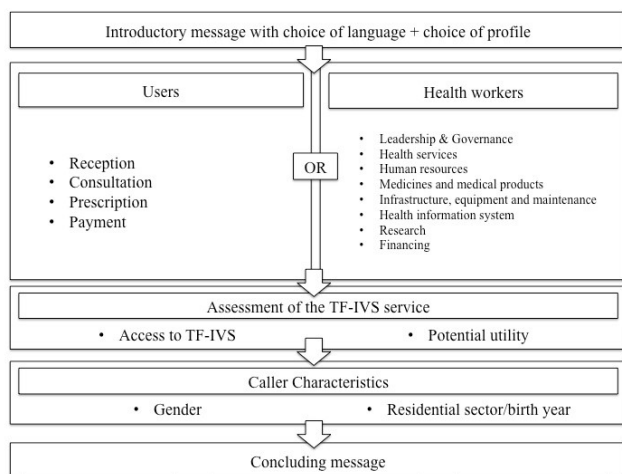 Introductory message with choice of language + choice of profile
Users
• Reception
• Consultation
• Prescription
• Payment
OR
Health workers
• Leadership & Governance
• Health services
• Human resources
• Medicines and medical products
• Infrastructure, equipment and maintenance
• Health information system
• Research
• Financing
Assessment of the TF-IVS service
• Access to TF-IVS
• Potential utility
Caller Characteristics
• Gender
• Residential sector/birth year
Concluding message